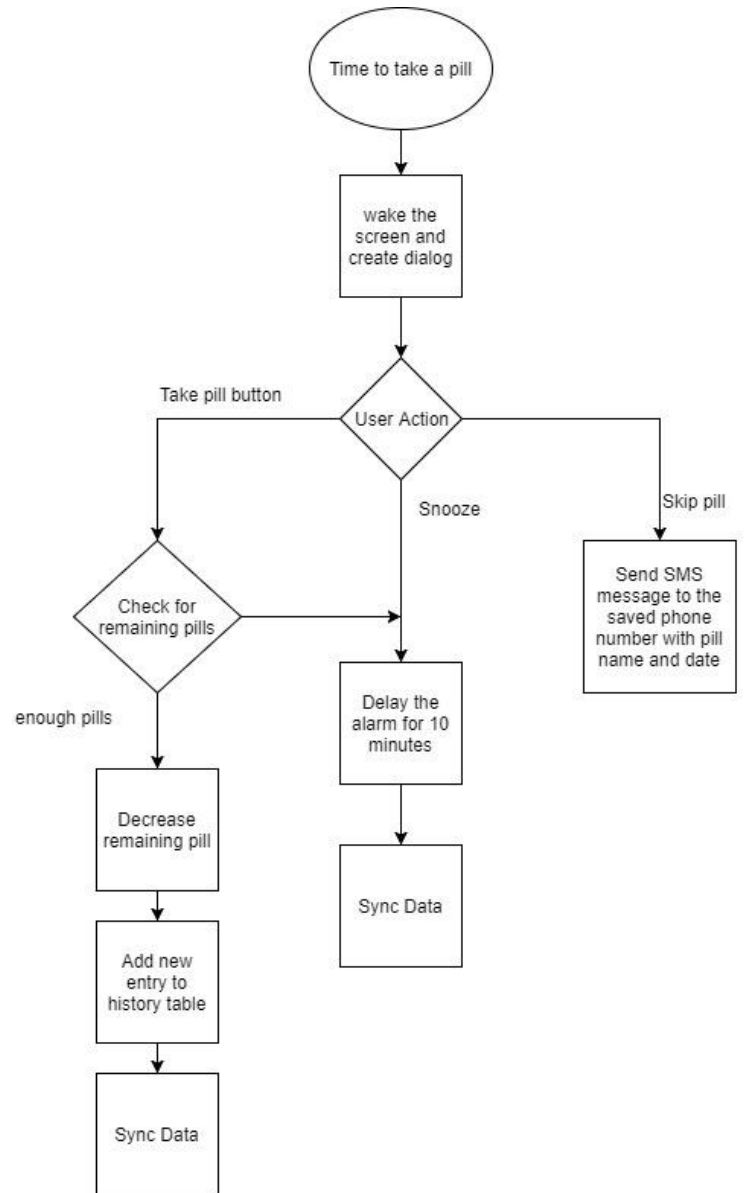 Time to take a pill
wake the
screen and
create dialog
Take pill button
User Action
Snooze
Skip pill
Check for
remaining pills
Send SMS
message to the
saved phone
number with pill
name and date
enough pills
Delay the
alarm for 10
minutes
Decrease
remaining pill
Sync Data
Add new
entry to
history table
Sync Data